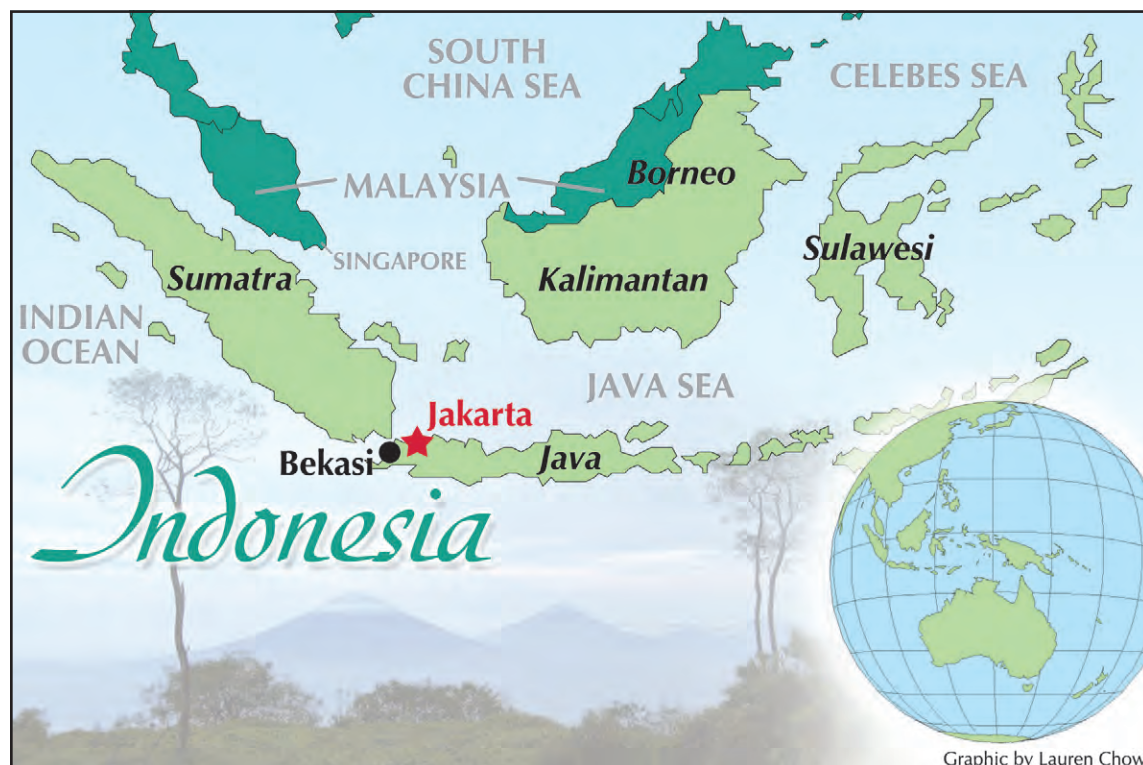 SOUTH
CHINA SEA
CELEBES SEA
Borneo
MALAYSIA
SINGAPORE
Sumatra
Kalimantan
Sulawesi
INDIAN
OCEAN
JAVA SEA
Jakarta
Bekasi
Java
Indonesia
Graphic by Lauren Chow